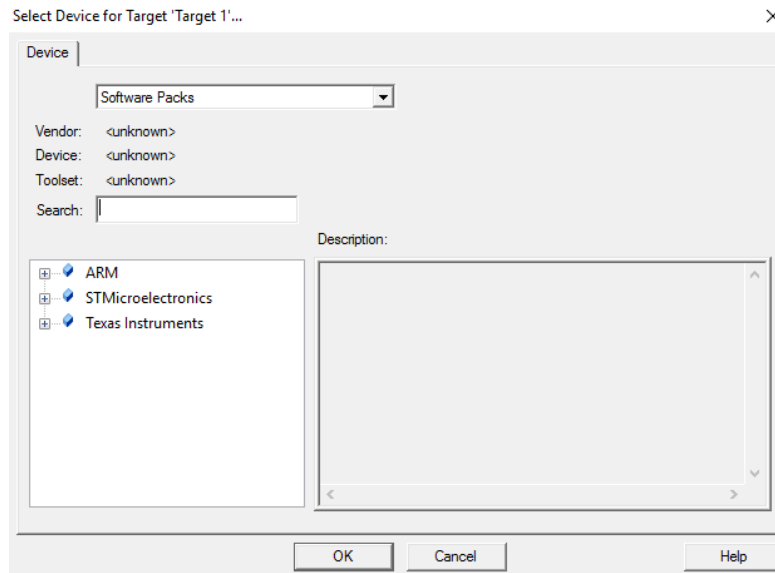 Select Device for Target 'Target 1'...
Device
Software Packs
Vendor: <unknown>
Device: <unknown>
Toolset: <unknown>
Search:
Description:
ARM
STMicroelectronics
Texas Instruments
OK Cancel Help